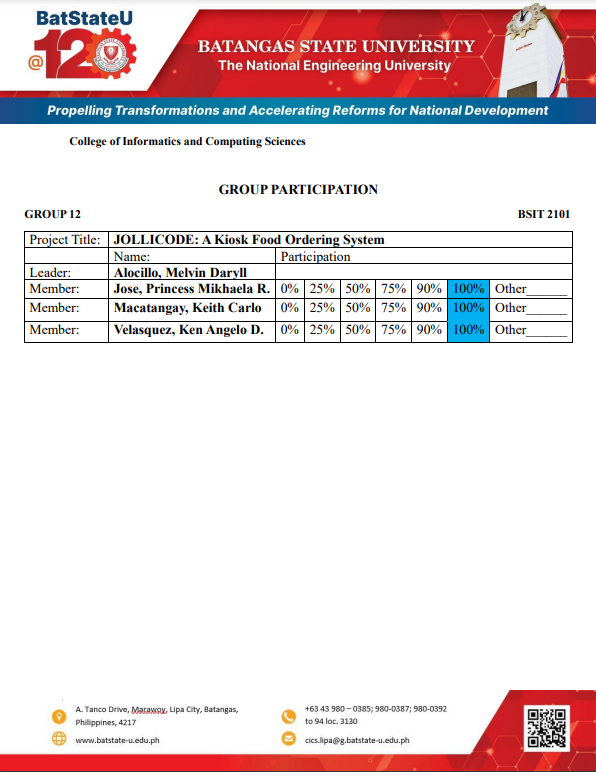 BatStateU
@120
BATANGAS STATE UNIVERSITY
The National Engineering University
Propelling Transformations and Accelerating Reforms for National Development
College of Informatics and Computing Sciences
GROUP PARTICIPATION
GROUP 12 BSIT 2101
Project Title: JOLLICODE: A Kiosk Food Ordering System
Name: Participation
Leader: Alocillo, Melvin Daryll
Member: Jose, Princess Mikhaela R. 0% 25% 50% 75% 90% 100% Other______
Member: Macatangay, Keith Carlo 0% 25% 50% 75% 90% 100% Other______
Member: Velasquez, Ken Angelo D. 0% 25% 50% 75% 90% 100% Other______
A. Tanco Drive, Marawoy, Lipa City, Batangas,
Philippines, 4217
www.batstate-u.edu.ph
+63 43 980 – 0385; 980-0387; 980-0392
to 94 loc. 3130
cics.lipa@g.batstate-u.edu.ph